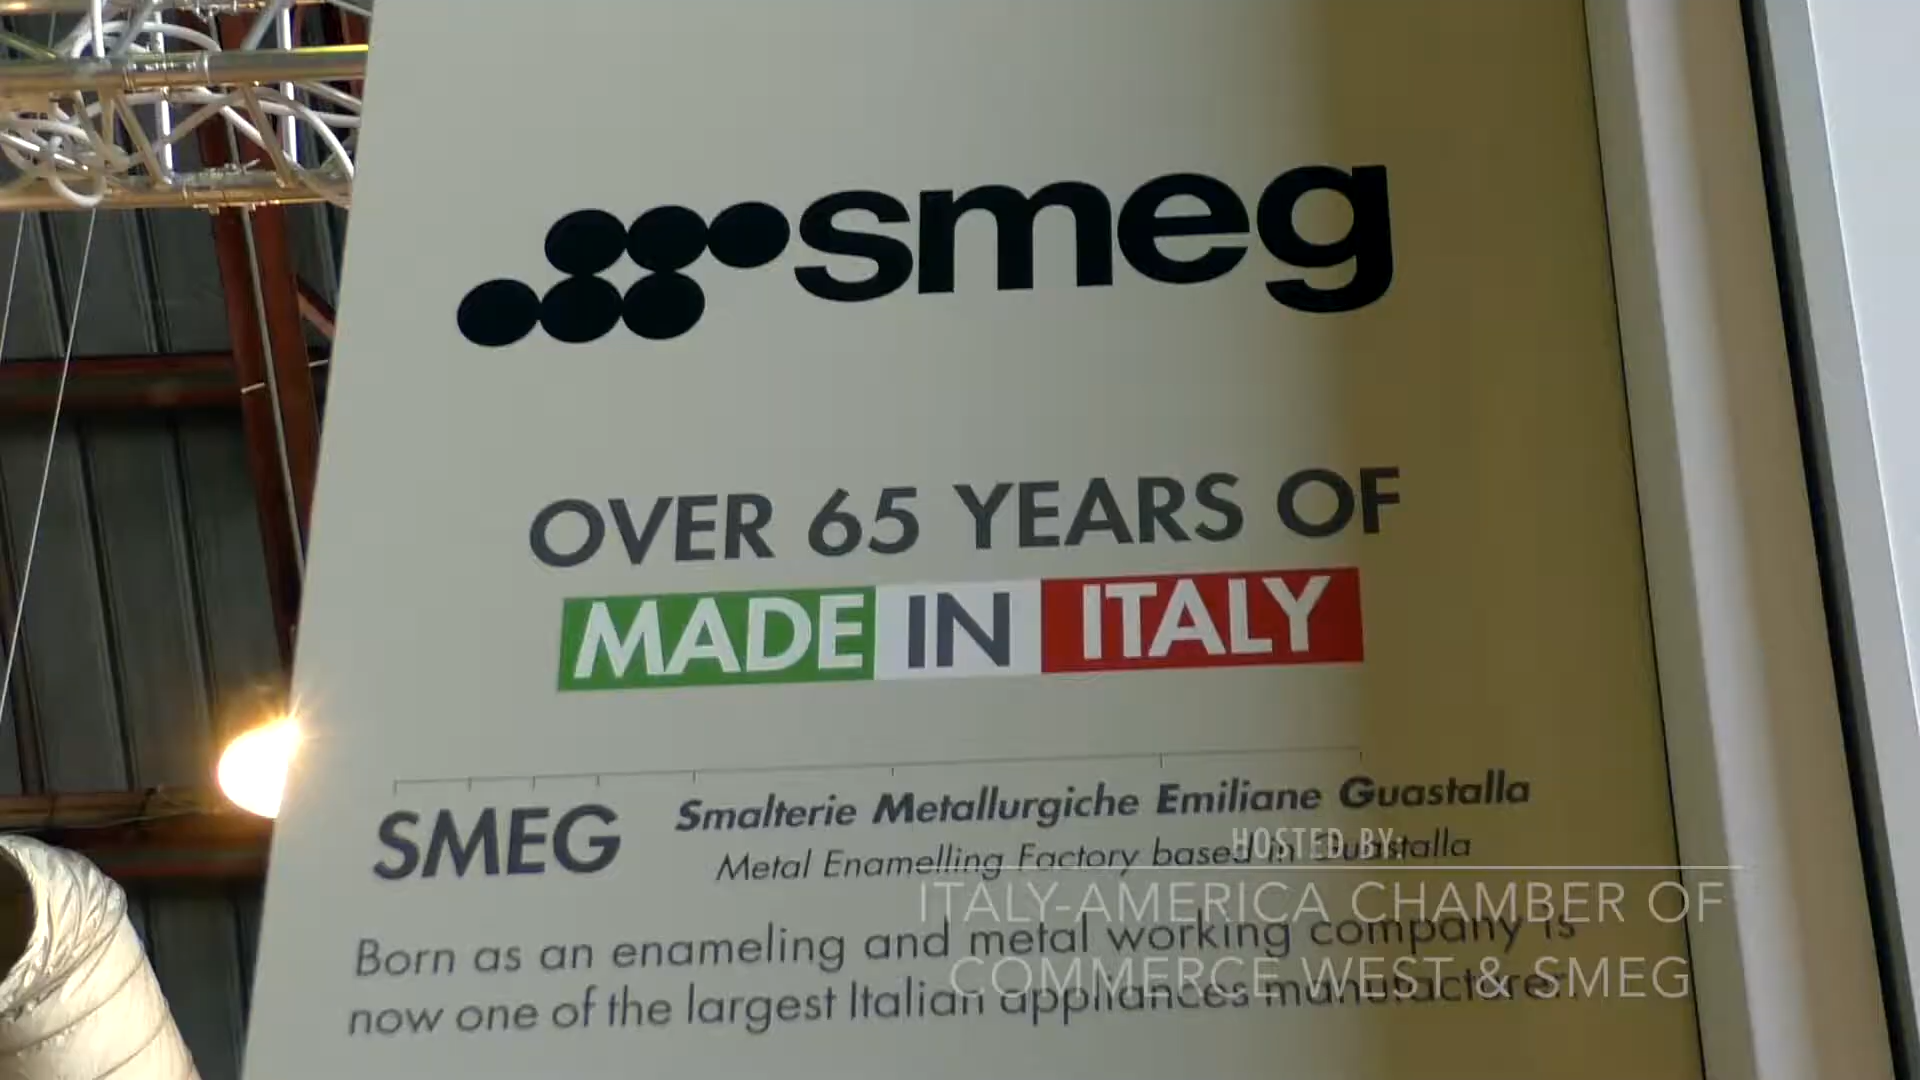 smeg
OVER 65 YEARS OF
MADE IN ITALY
SMEG
Smalterie Metallurgiche Emiliane Guastalla
Metal Enamelling Factory based in Guastalla
Born as an enameling and metal working company is
now one of the largest Italian appliances manufacturer.
HOSTED BY:
ITALY-AMERICA CHAMBER OF
COMMERCE WEST & SMEG